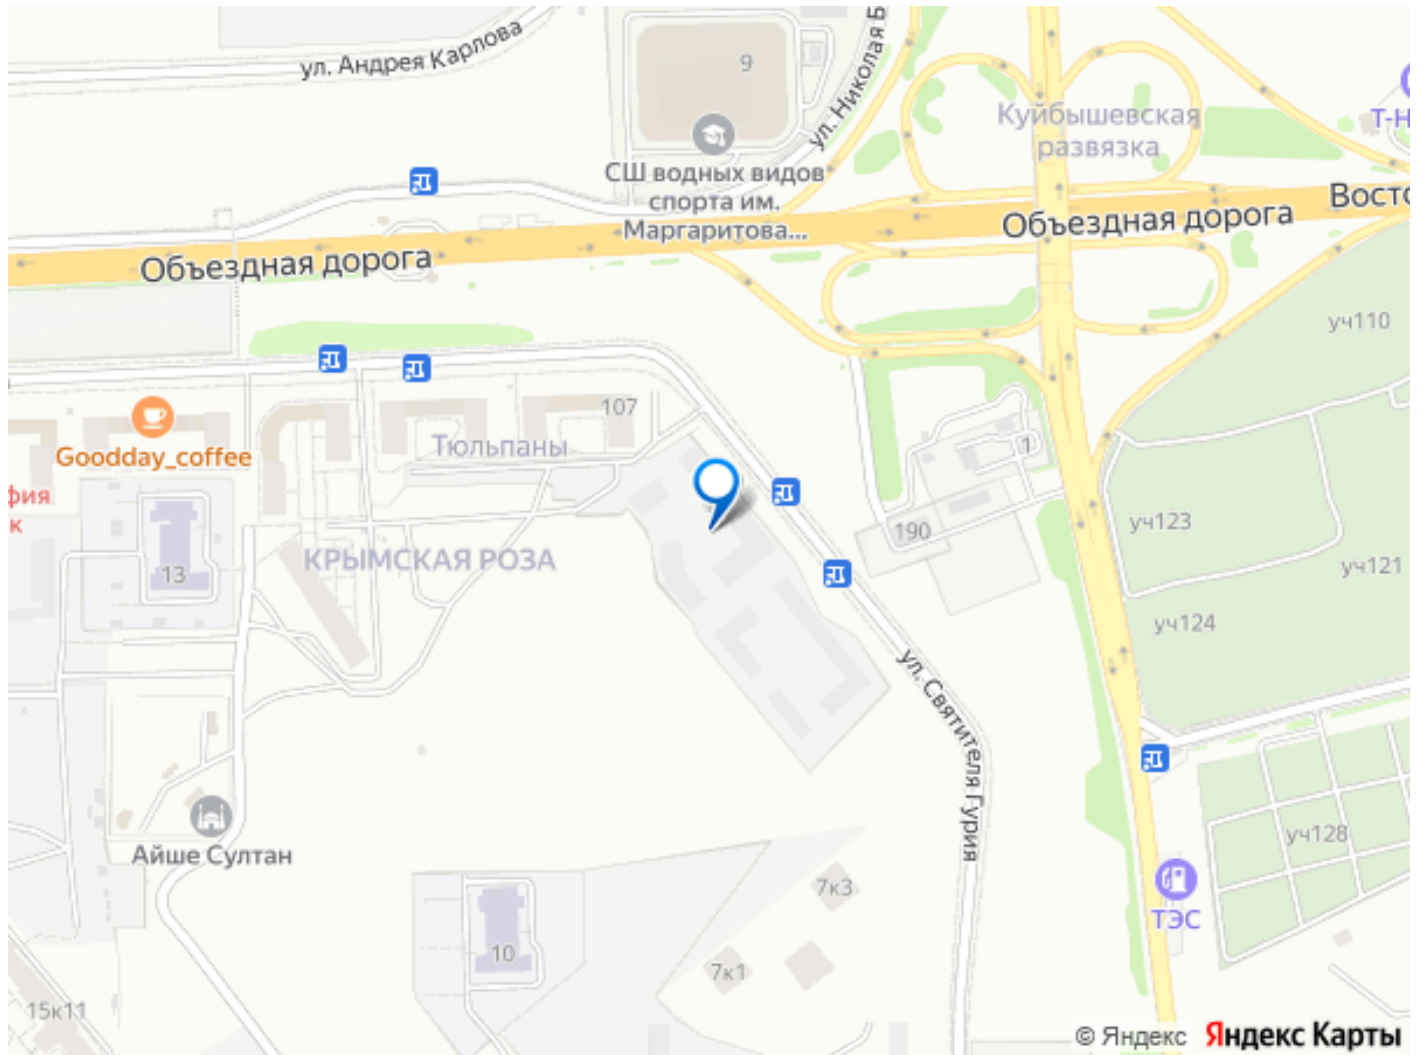 ул. Андрея Карлова
9
ул. Николая Б
Куйбышевская
развязка
Т-Н
СШ водных видов
спорта им.
Маргаритова...
Восто
Объездная дорога
Объездная дорога
уч110
107
Тюльпаны
Goodday_coffee
1
фия
к
190
уч123
КРЫМСКАЯ РОЗА
13
уч121
уч124
ул. Святителя Гурия
уч128
Айше Султан
7к3
ТЭС
10
7к1
15к11
© Яндекс Яндекс Карты